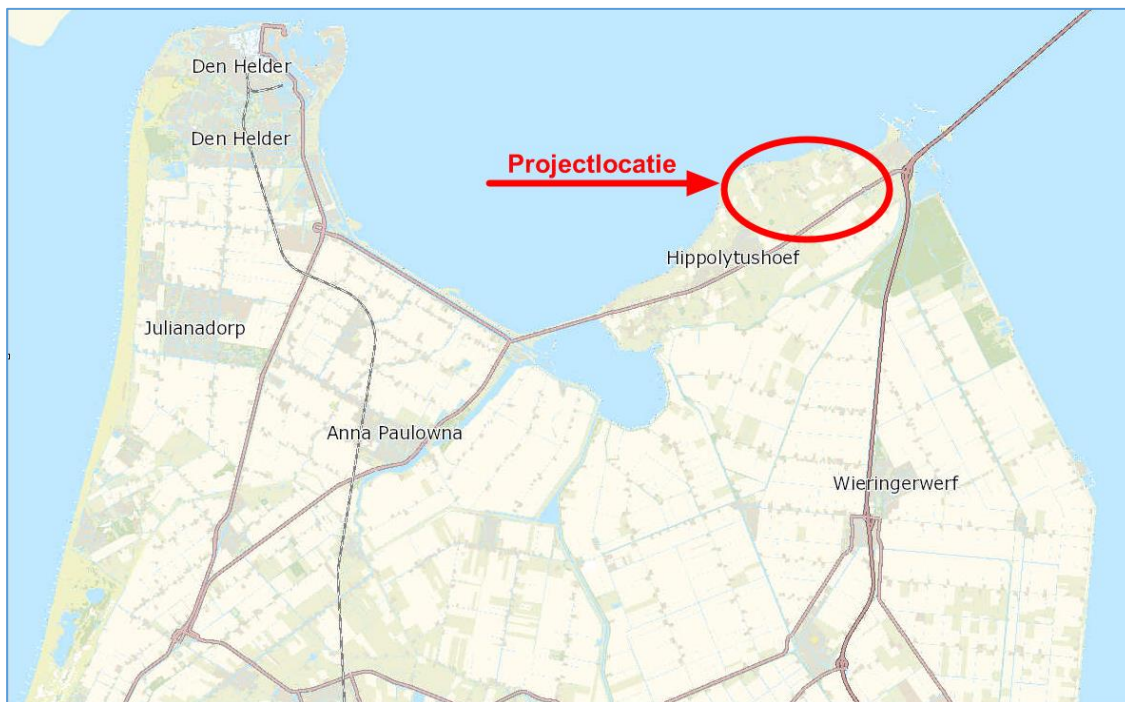 Den Helder
Den Helder
Projectlocatie
Hippolytushoef
Julianadorp
Anna Paulowna
Wieringerwerf